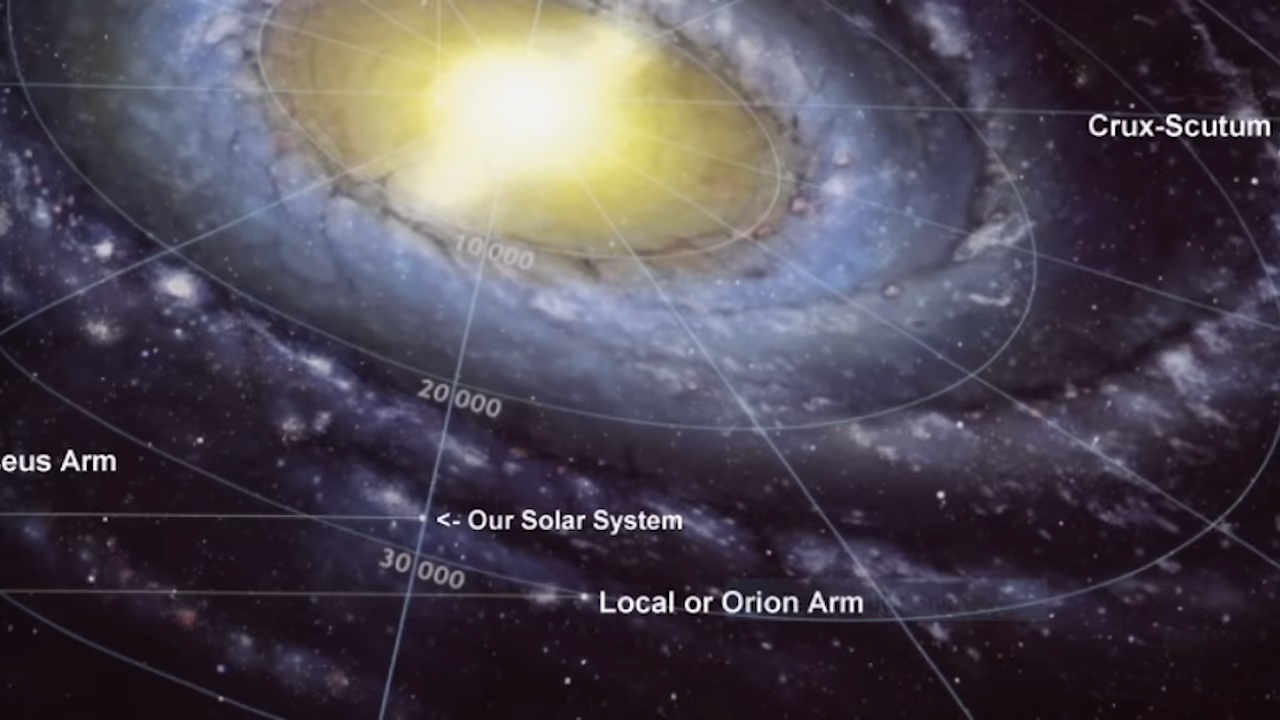 Crux-Scutum
10 000
20 000
eus Arm
<- Our Solar System
30 000
Local or Orion Arm